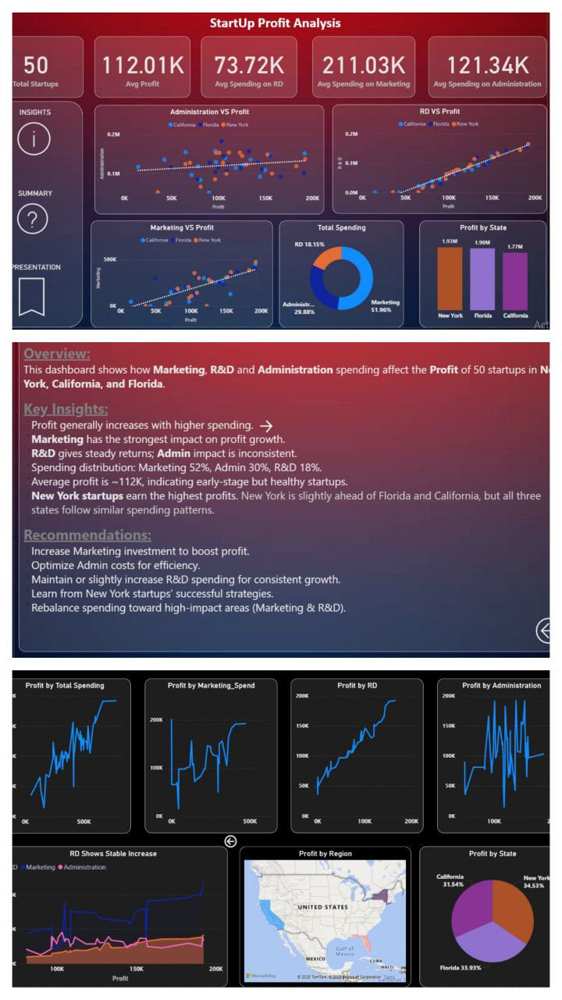 StartUp Profit Analysis
50
Total Startups
112.01K
Avg Profit
73.72K
Avg Spending on RD
211.03K
Avg Spending on Marketing
121.34K
Avg Spending on Administration
INSIGHTS
SUMMARY
PRESENTATION
Administration VS Profit
California Florida New York
Administration
0.2M
0.1M
0K 50K 100K 150K 200K
Profit
RD VS Profit
California Florida New York
R & D
0.2M
0.1M
0.0M
0K 50K 100K 150K 200K
Profit
Marketing VS Profit
California Florida New York
Marketing
500K
0K
0K 50K 100K 150K 200K
Profit
Total Spending
RD 18.15%
Administr...
29.88%
Marketing
51.96%
Profit by State
1.93M 1.90M 1.77M
New York Florida California
Overview:
This dashboard shows how Marketing, R&D and Administration spending affect the Profit of 50 startups in Ne
York, California, and Florida.
Key Insights:
Profit generally increases with higher spending. →
Marketing has the strongest impact on profit growth.
R&D gives steady returns; Admin impact is inconsistent.
Spending distribution: Marketing 52%, Admin 30%, R&D 18%.
Average profit is ~112K, indicating early-stage but healthy startups.
New York startups earn the highest profits. New York is slightly ahead of Florida and California, but all three
states follow similar spending patterns.
Recommendations:
Increase Marketing investment to boost profit.
Optimize Admin costs for efficiency.
Maintain or slightly increase R&D spending for consistent growth.
Learn from New York startups' successful strategies.
Rebalance spending toward high-impact areas (Marketing & R&D).
Profit by Total Spending
0K
0K 500K
Profit by Marketing_Spend
200K
100K
0K
0K 500K
Profit by RD
200K
150K
100K
50K
0K
0K 100K 200K
Profit by Administration
200K
150K
100K
50K
0K
100K
RD Shows Stable Increase
Marketing Administration
100K 150K 200K
Profit
Profit by Region
UNITED STATES
MEXICO
Gulf of
Mexico
CUBA
HAITI
Microsoft Bing
© 2025 TomTom, © 2025 Microsoft Corporation Terms
Profit by State
California
31.54%
New York
34.53%
Florida 33.93%